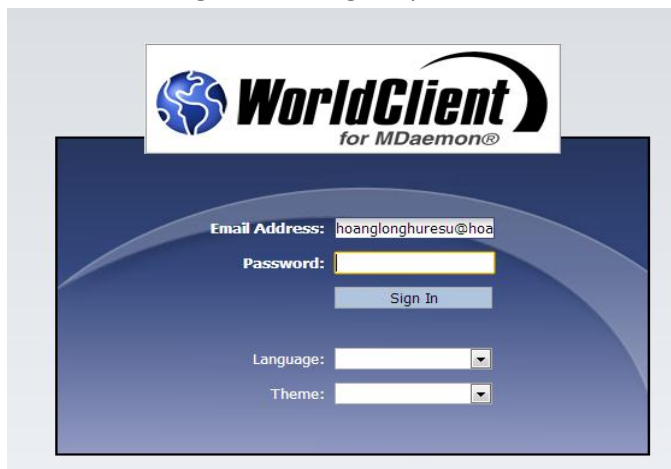 WorldClient
for MDaemon®
Email Address: hoanglonghuresu@hoa
Password:
Sign In
Language:
Theme: